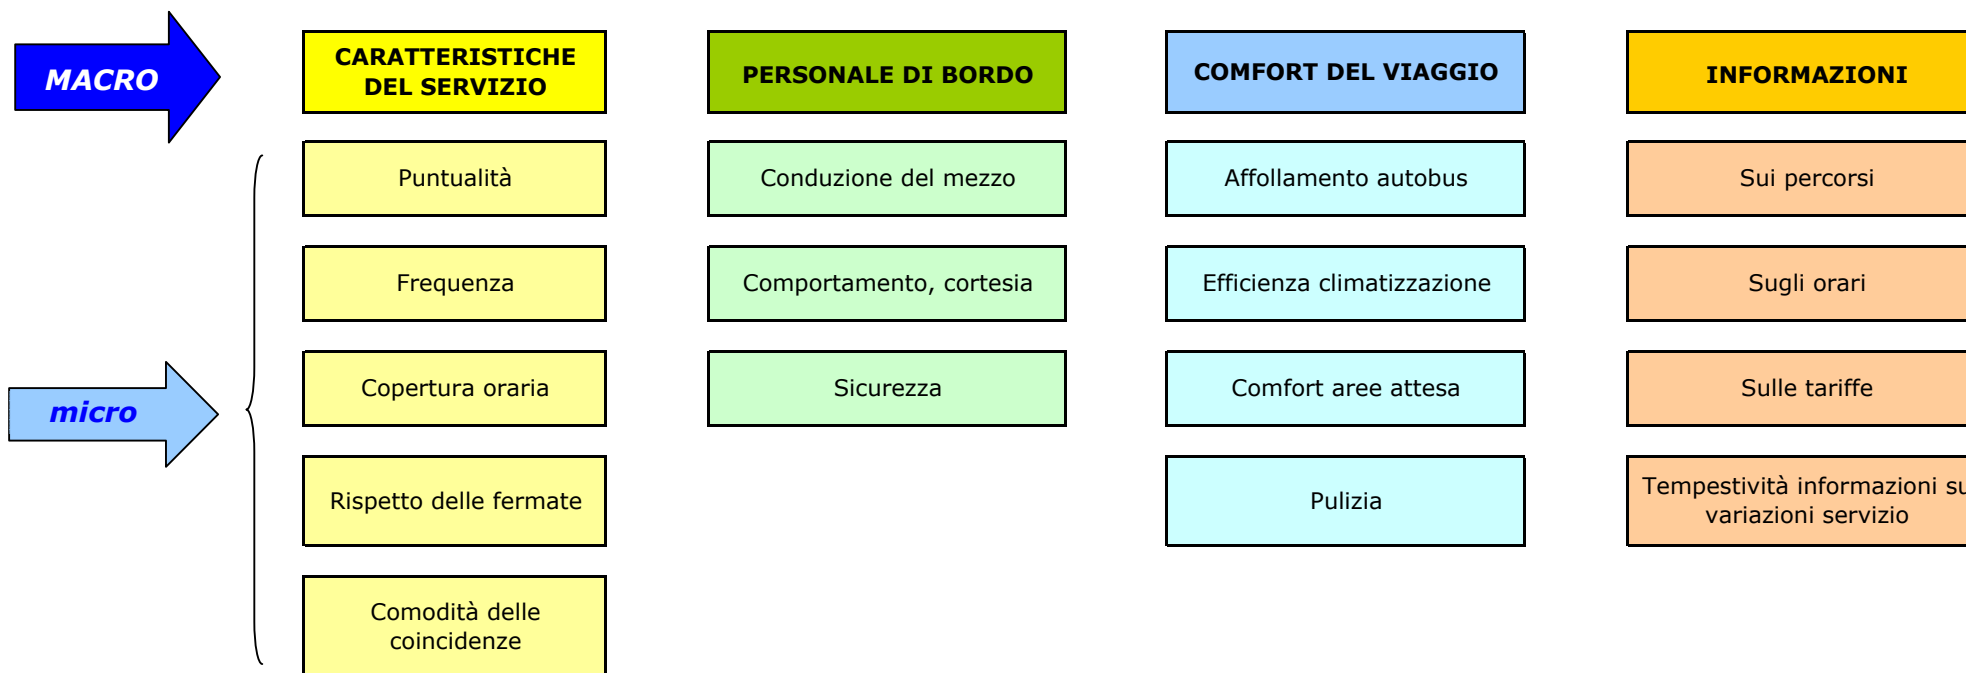 MACRO
CARATTERISTICHE
DEL SERVIZIO
PERSONALE DI BORDO
COMFORT DEL VIAGGIO
INFORMAZIONI
Puntualità
Conduzione del mezzo
Affollamento autobus
Sui percorsi
Frequenza
Comportamento, cortesia
Efficienza climatizzazione
Sugli orari
micro
Copertura oraria
Sicurezza
Comfort aree attesa
Sulle tariffe
Rispetto delle fermate
Pulizia
Tempestività informazioni
variazioni servizio
Comodità delle
coincidenze